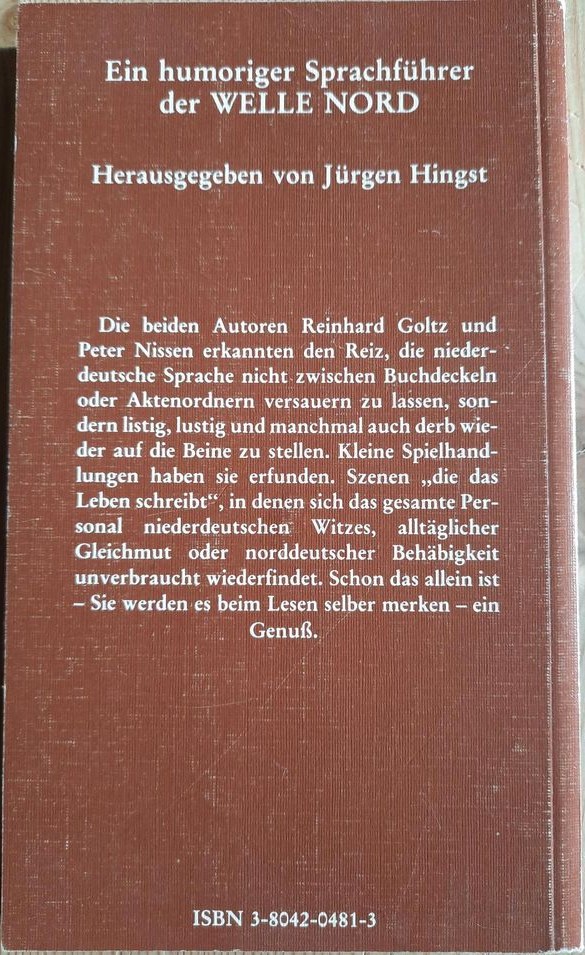 Ein humoriger Sprachführer
der WELLE NORD
Herausgegeben von Jürgen Hingst
Die beiden Autoren Reinhard Goltz und
Peter Nissen erkannten den Reiz, die nieder-
deutsche Sprache nicht zwischen Buchdeckeln
oder Aktenordnern versauern zu lassen, son-
dern listig, lustig und manchmal auch derb wie-
der auf die Beine zu stellen. Kleine Spielhand-
lungen haben sie erfunden. Szenen „die das
Leben schreibt“, in denen sich das gesamte Per-
sonal niederdeutschen Witzes, alltäglicher
Gleichmut oder norddeutscher Behäbigkeit
unverbraucht wiederfindet. Schon das allein ist
– Sie werden es beim Lesen selber merken – ein
Genuß.
ISBN 3-8042-0481-3